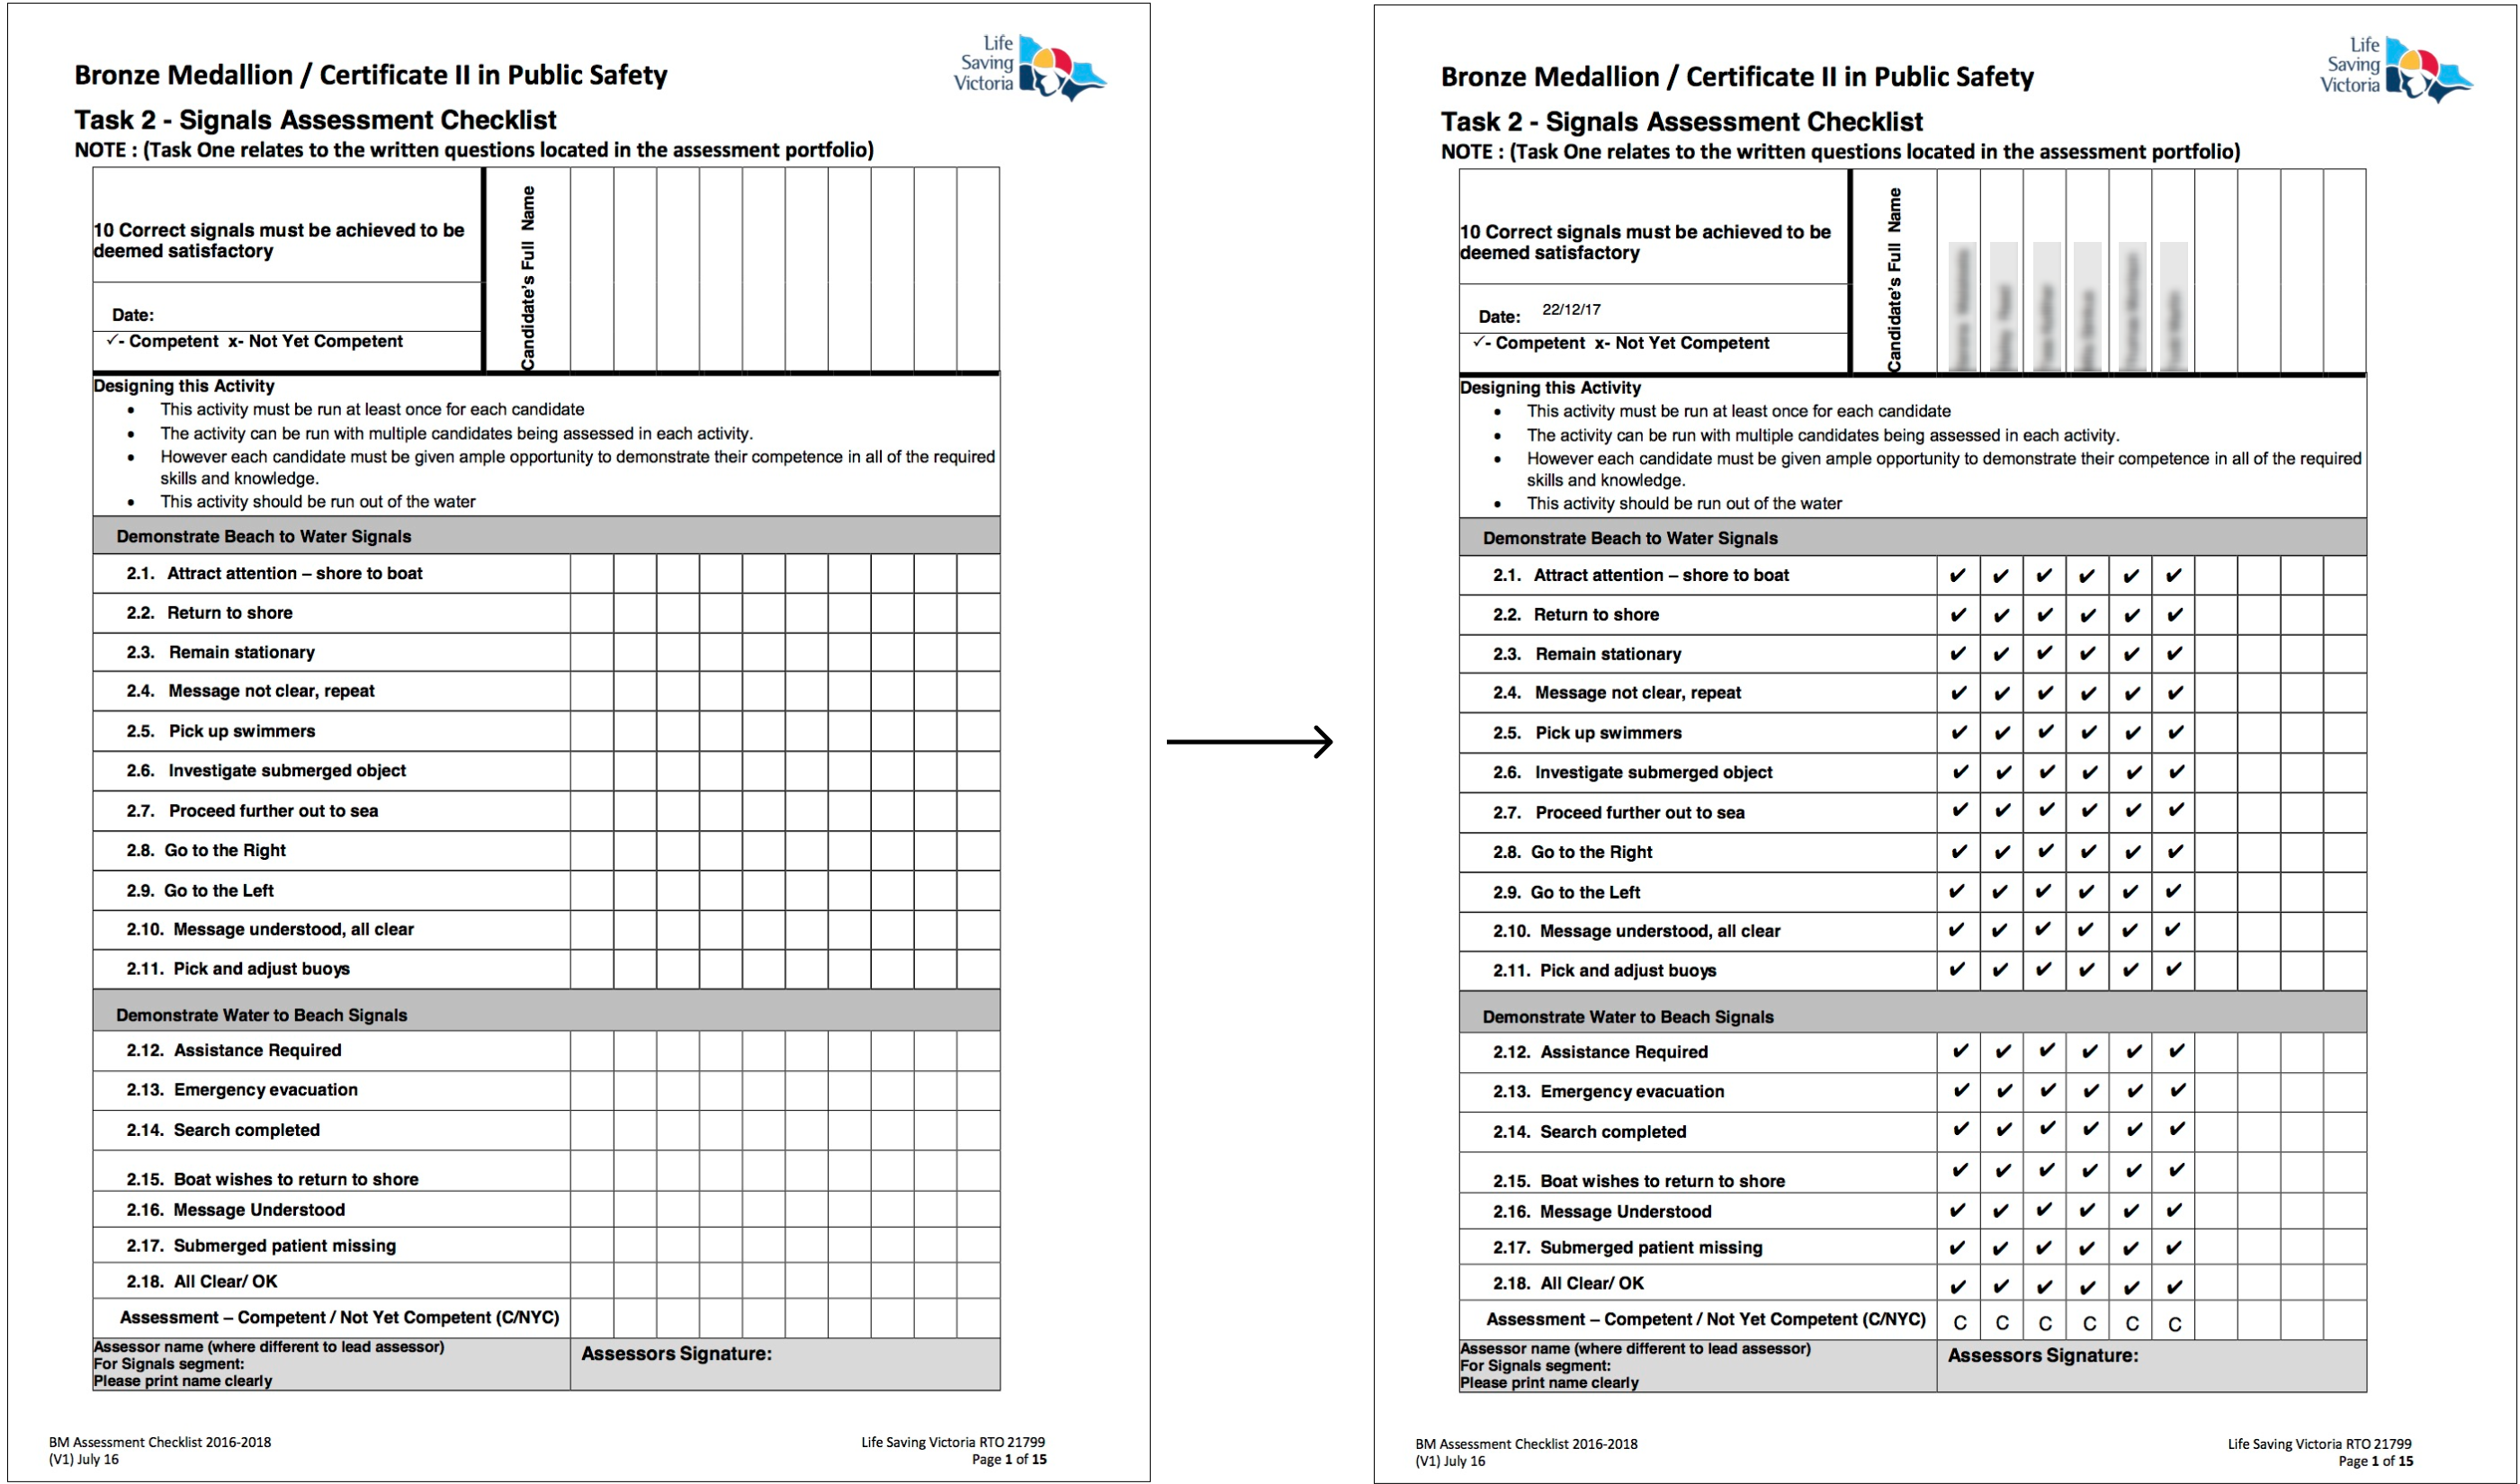 Life
Saving
Victoria
Bronze Medallion / Certificate II in Public Safety
Task 2 - Signals Assessment Checklist
NOTE : (Task One relates to the written questions located in the assessment portfolio)
10 Correct signals must be achieved to be
deemed satisfactory
Date:
✓- Competent x- Not Yet Competent
Candidate's Full Name
Designing this Activity
• This activity must be run at least once for each candidate
• The activity can be run with multiple candidates being assessed in each activity.
• However each candidate must be given ample opportunity to demonstrate their competence in all of the required
skills and knowledge.
• This activity should be run out of the water
Demonstrate Beach to Water Signals
2.1. Attract attention – shore to boat
2.2. Return to shore
2.3. Remain stationary
2.4. Message not clear, repeat
2.5. Pick up swimmers
2.6. Investigate submerged object
2.7. Proceed further out to sea
2.8. Go to the Right
2.9. Go to the Left
2.10. Message understood, all clear
2.11. Pick and adjust buoys
Demonstrate Water to Beach Signals
2.12. Assistance Required
2.13. Emergency evacuation
2.14. Search completed
2.15. Boat wishes to return to shore
2.16. Message Understood
2.17. Submerged patient missing
2.18. All Clear/ OK
Assessment – Competent / Not Yet Competent (C/NYC)
Assessor name (where different to lead assessor)
For Signals segment:
Please print name clearly
Assessors Signature:
BM Assessment Checklist 2016-2018
(V1) July 16
Life Saving Victoria RTO 21799
Page 1 of 15
Life
Saving
Victoria
Bronze Medallion / Certificate II in Public Safety
Task 2 - Signals Assessment Checklist
NOTE : (Task One relates to the written questions located in the assessment portfolio)
10 Correct signals must be achieved to be
deemed satisfactory
Date: 22/12/17
✓- Competent x- Not Yet Competent
Candidate's Full Name
Designing this Activity
• This activity must be run at least once for each candidate
• The activity can be run with multiple candidates being assessed in each activity.
• However each candidate must be given ample opportunity to demonstrate their competence in all of the required
skills and knowledge.
• This activity should be run out of the water
Demonstrate Beach to Water Signals
2.1. Attract attention – shore to boat ✔ ✔ ✔ ✔ ✔ ✔
2.2. Return to shore ✔ ✔ ✔ ✔ ✔ ✔
2.3. Remain stationary ✔ ✔ ✔ ✔ ✔ ✔
2.4. Message not clear, repeat ✔ ✔ ✔ ✔ ✔ ✔
2.5. Pick up swimmers ✔ ✔ ✔ ✔ ✔ ✔
2.6. Investigate submerged object ✔ ✔ ✔ ✔ ✔ ✔
2.7. Proceed further out to sea ✔ ✔ ✔ ✔ ✔ ✔
2.8. Go to the Right ✔ ✔ ✔ ✔ ✔ ✔
2.9. Go to the Left ✔ ✔ ✔ ✔ ✔ ✔
2.10. Message understood, all clear ✔ ✔ ✔ ✔ ✔ ✔
2.11. Pick and adjust buoys ✔ ✔ ✔ ✔ ✔ ✔
Demonstrate Water to Beach Signals
2.12. Assistance Required ✔ ✔ ✔ ✔ ✔ ✔
2.13. Emergency evacuation ✔ ✔ ✔ ✔ ✔ ✔
2.14. Search completed ✔ ✔ ✔ ✔ ✔ ✔
2.15. Boat wishes to return to shore ✔ ✔ ✔ ✔ ✔ ✔
2.16. Message Understood ✔ ✔ ✔ ✔ ✔ ✔
2.17. Submerged patient missing ✔ ✔ ✔ ✔ ✔ ✔
2.18. All Clear/ OK ✔ ✔ ✔ ✔ ✔ ✔
Assessment – Competent / Not Yet Competent (C/NYC) C C C C C C
Assessor name (where different to lead assessor)
For Signals segment:
Please print name clearly
Assessors Signature:
BM Assessment Checklist 2016-2018
(V1) July 16
Life Saving Victoria RTO 21799
Page 1 of 15